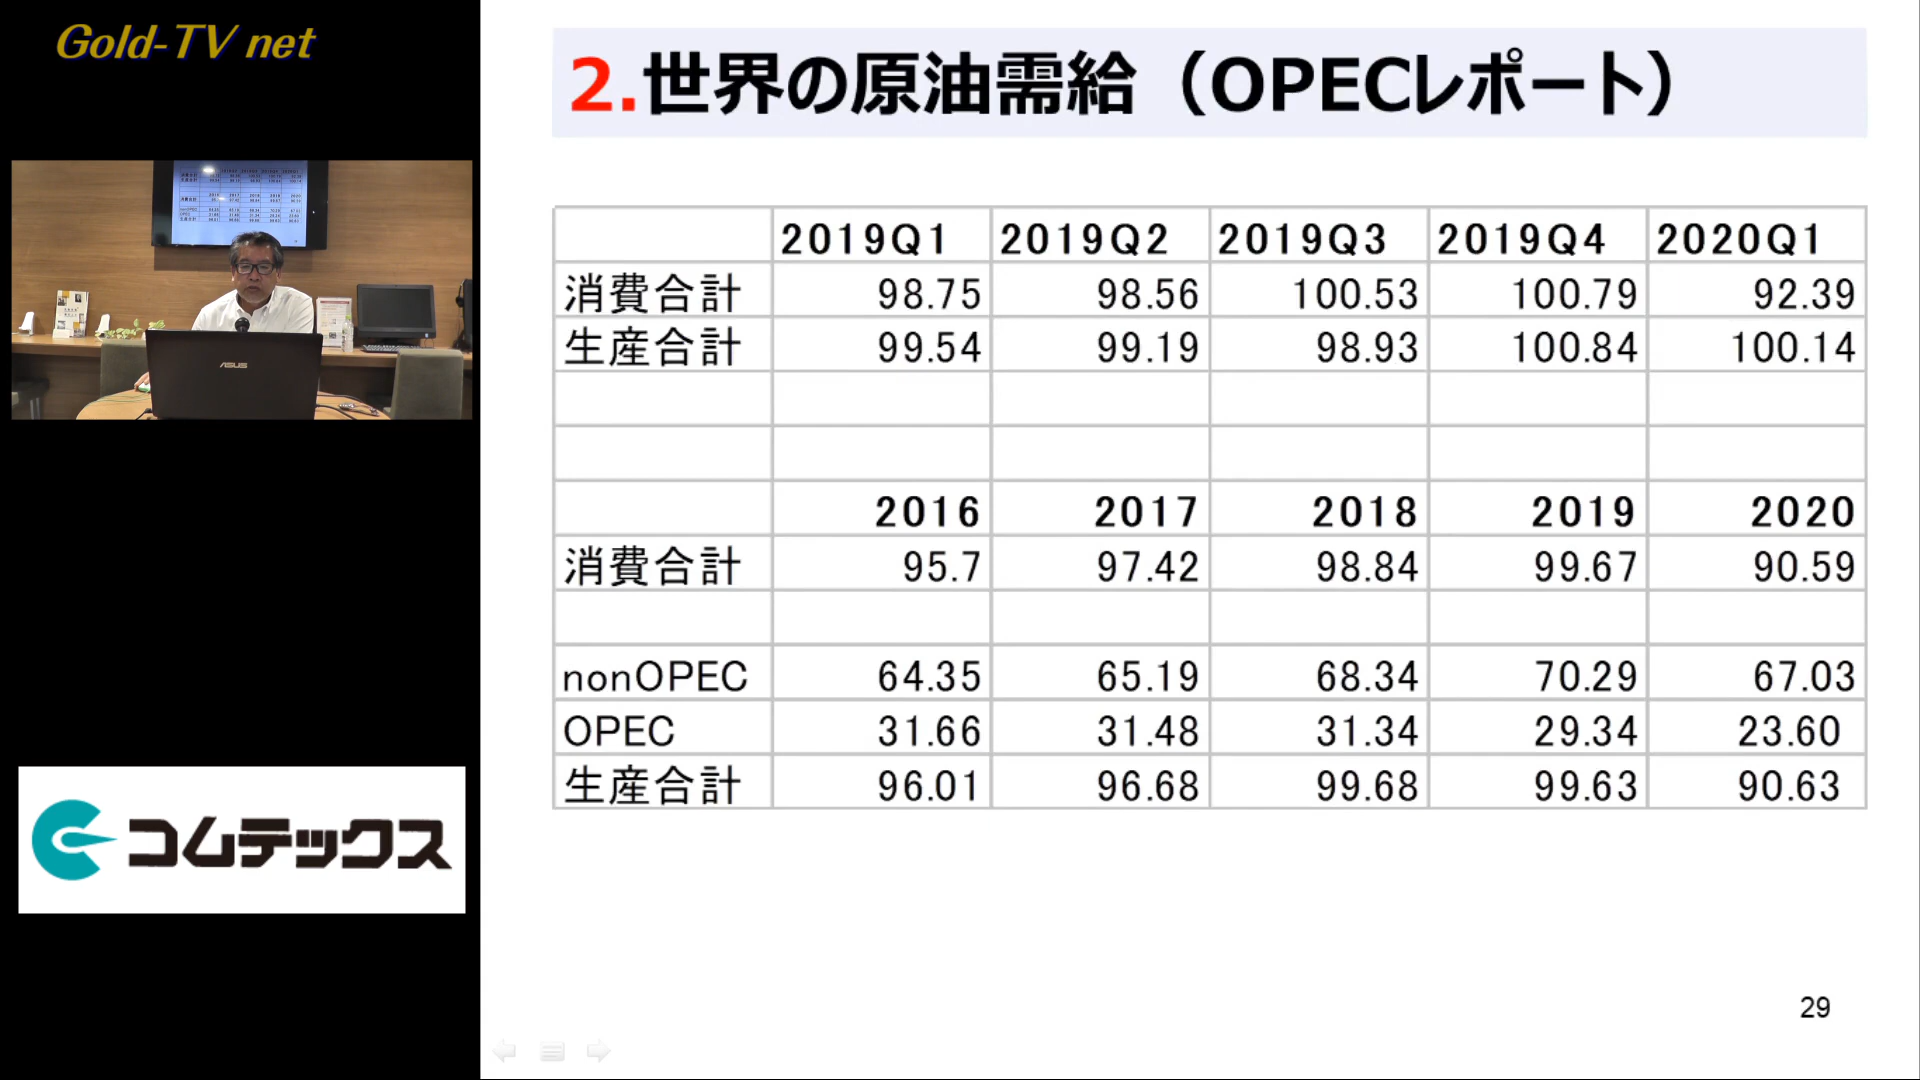 Gold-TV net
2.世界の原油需給（OPECレポート）
2019Q1 2019Q2 2019Q3 2019Q4 2020Q1
消費合計 98.75 98.56 100.53 100.79 92.39
生産合計 99.54 99.19 98.93 100.84 100.14
2016 2017 2018 2019 2020
消費合計 95.7 97.42 98.84 99.67 90.59
nonOPEC 64.35 65.19 68.34 70.29 67.03
OPEC 31.66 31.48 31.34 29.34 23.60
生産合計 96.01 96.68 99.68 99.63 90.63
ASUS
コムテックス
29